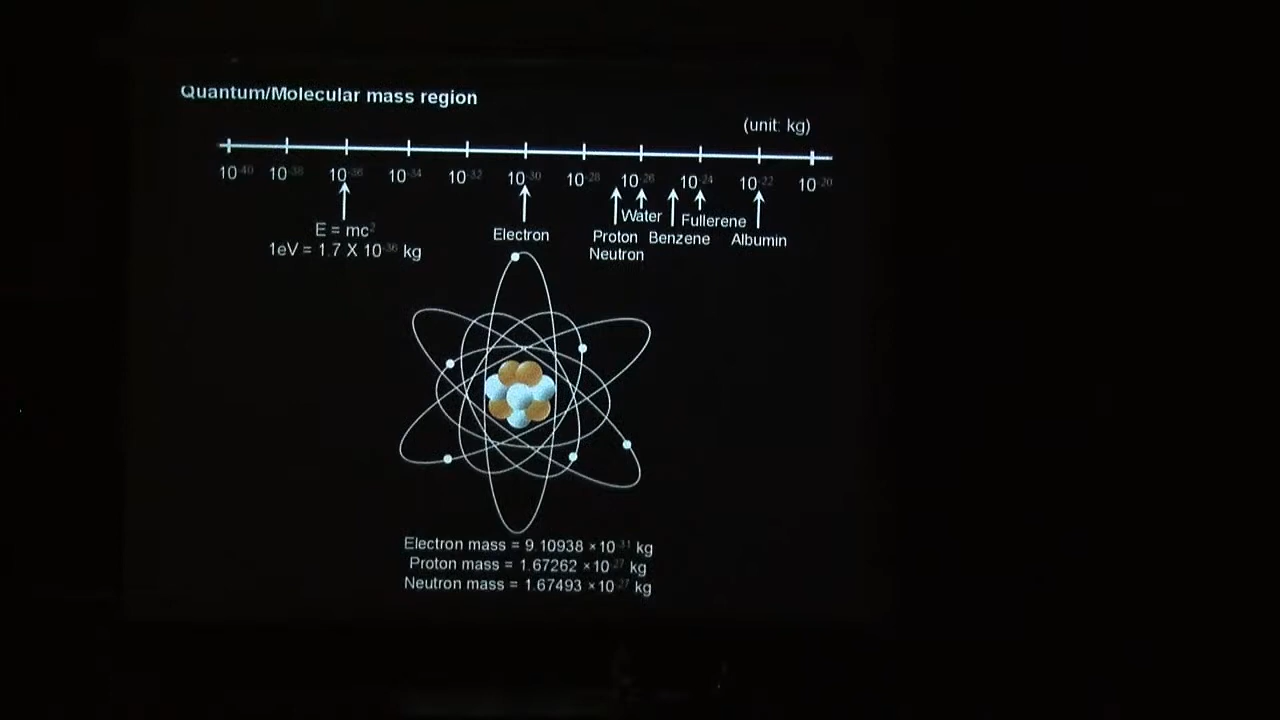 Quantum/Molecular mass region
(unit: kg)
10⁻⁴⁰ 10⁻³⁸ 10⁻³⁶ 10⁻³⁴ 10⁻³² 10⁻³⁰ 10⁻²⁸ 10⁻²⁶ 10⁻²⁴ 10⁻²² 10⁻²⁰
Water Fullerene
E = mc²
Electron Proton Benzene Albumin
1eV = 1.7 X 10⁻³⁶ kg
Neutron
Electron mass = 9.10938 ×10⁻³¹ kg
Proton mass = 1.67262 ×10⁻²⁷ kg
Neutron mass = 1.67493 ×10⁻²⁷ kg